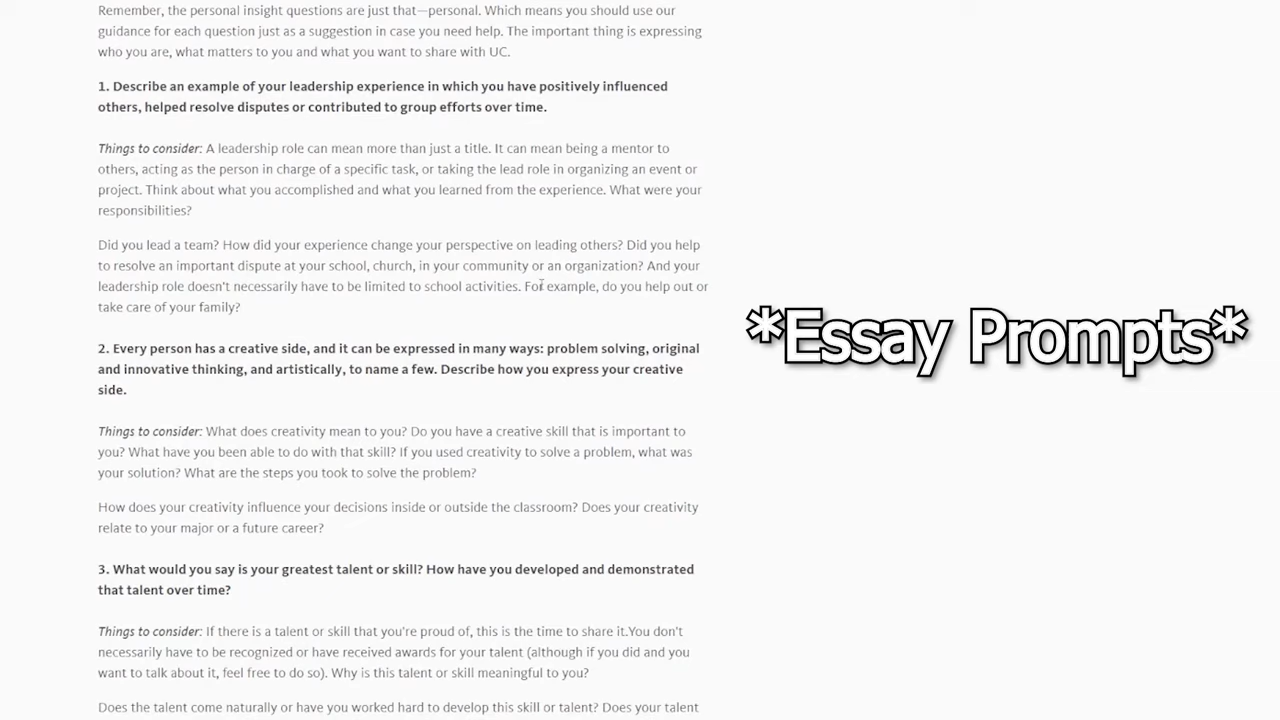 Remember, the personal insight questions are just that—personal. Which means you should use our
guidance for each question just as a suggestion in case you need help. The important thing is expressing
who you are, what matters to you and what you want to share with UC.
1. Describe an example of your leadership experience in which you have positively influenced
others, helped resolve disputes or contributed to group efforts over time.
Things to consider: A leadership role can mean more than just a title. It can mean being a mentor to
others, acting as the person in charge of a specific task, or taking the lead role in organizing an event or
project. Think about what you accomplished and what you learned from the experience. What were your
responsibilities?
Did you lead a team? How did your experience change your perspective on leading others? Did you help
to resolve an important dispute at your school, church, in your community or an organization? And your
leadership role doesn't necessarily have to be limited to school activities. For example, do you help out or
take care of your family?
*Essay Prompts*
2. Every person has a creative side, and it can be expressed in many ways: problem solving, original
and innovative thinking, and artistically, to name a few. Describe how you express your creative
side.
Things to consider: What does creativity mean to you? Do you have a creative skill that is important to
you? What have you been able to do with that skill? If you used creativity to solve a problem, what was
your solution? What are the steps you took to solve the problem?
How does your creativity influence your decisions inside or outside the classroom? Does your creativity
relate to your major or a future career?
3. What would you say is your greatest talent or skill? How have you developed and demonstrated
that talent over time?
Things to consider: If there is a talent or skill that you're proud of, this is the time to share it.You don't
necessarily have to be recognized or have received awards for your talent (although if you did and you
want to talk about it, feel free to do so). Why is this talent or skill meaningful to you?
Does the talent come naturally or have you worked hard to develop this skill or talent? Does your talent